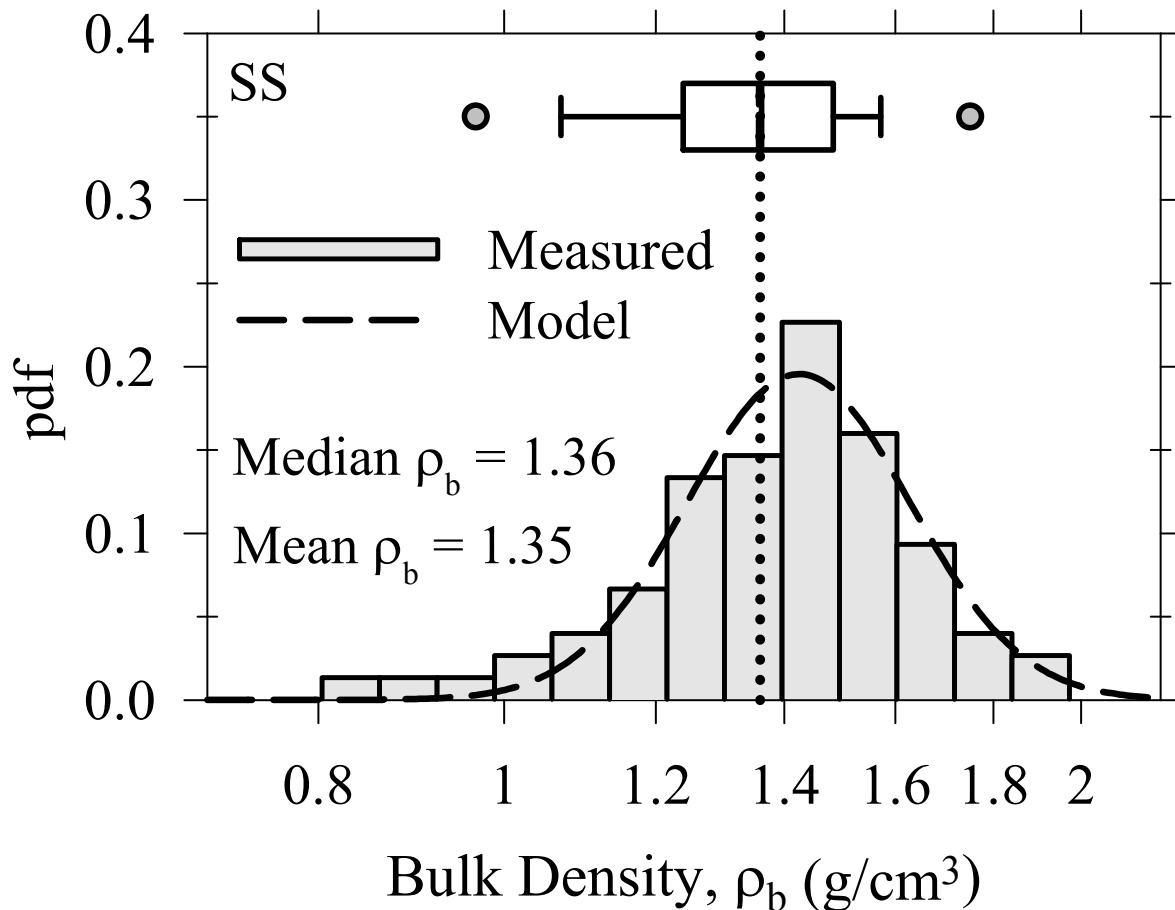 0.4
SS
0.3
Measured
Model
0.2
Median ρb = 1.36
0.1
Mean ρb = 1.35
0.0
pdf
0.8 1 1.2 1.4 1.6 1.8 2
Bulk Density, ρb (g/cm³)